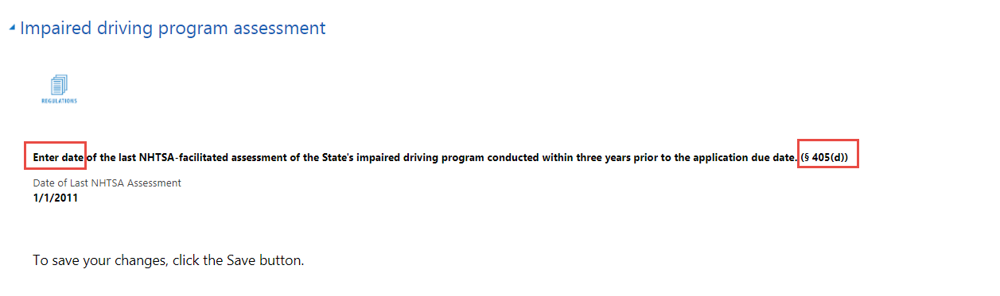 Impaired driving program assessment
REGULATIONS
Enter date of the last NHTSA-facilitated assessment of the State's impaired driving program conducted within three years prior to the application due date. (§ 405(d))
Date of Last NHTSA Assessment
1/1/2011
To save your changes, click the Save button.